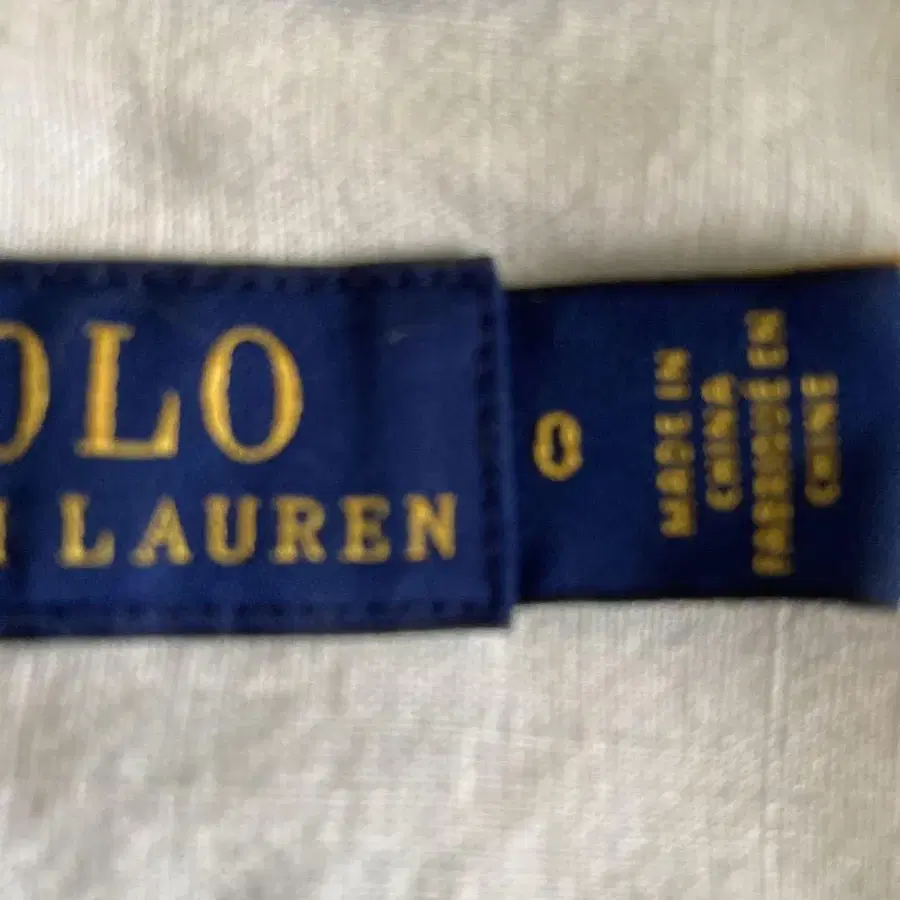 OLO
LAUREN
0
MADE IN
CHINA
FABRIQUÉ EN
CHINE